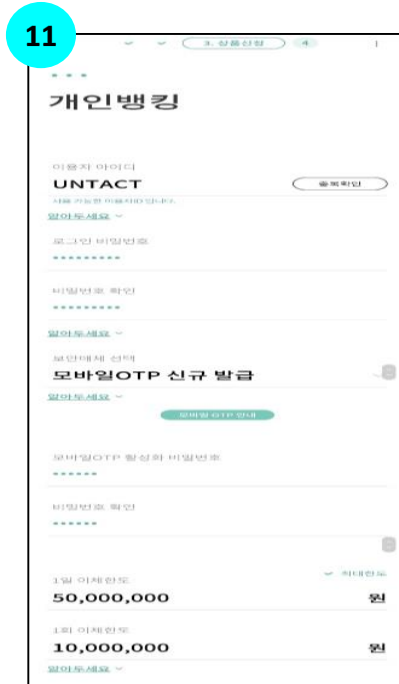 11
3. 상품신청 4
개인뱅킹
이용자 아이디
UNTACT 중복확인
사용 가능한 이용자ID 입니다.
알아두세요
로그인 비밀번호
비밀번호 확인
알아두세요
보안매체 선택
모바일OTP 신규 발급
알아두세요
모바일 OTP 안내
모바일OTP 활성화 비밀번호
비밀번호 확인
최대한도
1일 이체한도
50,000,000 원
1회 이체한도
10,000,000 원
알아두세요